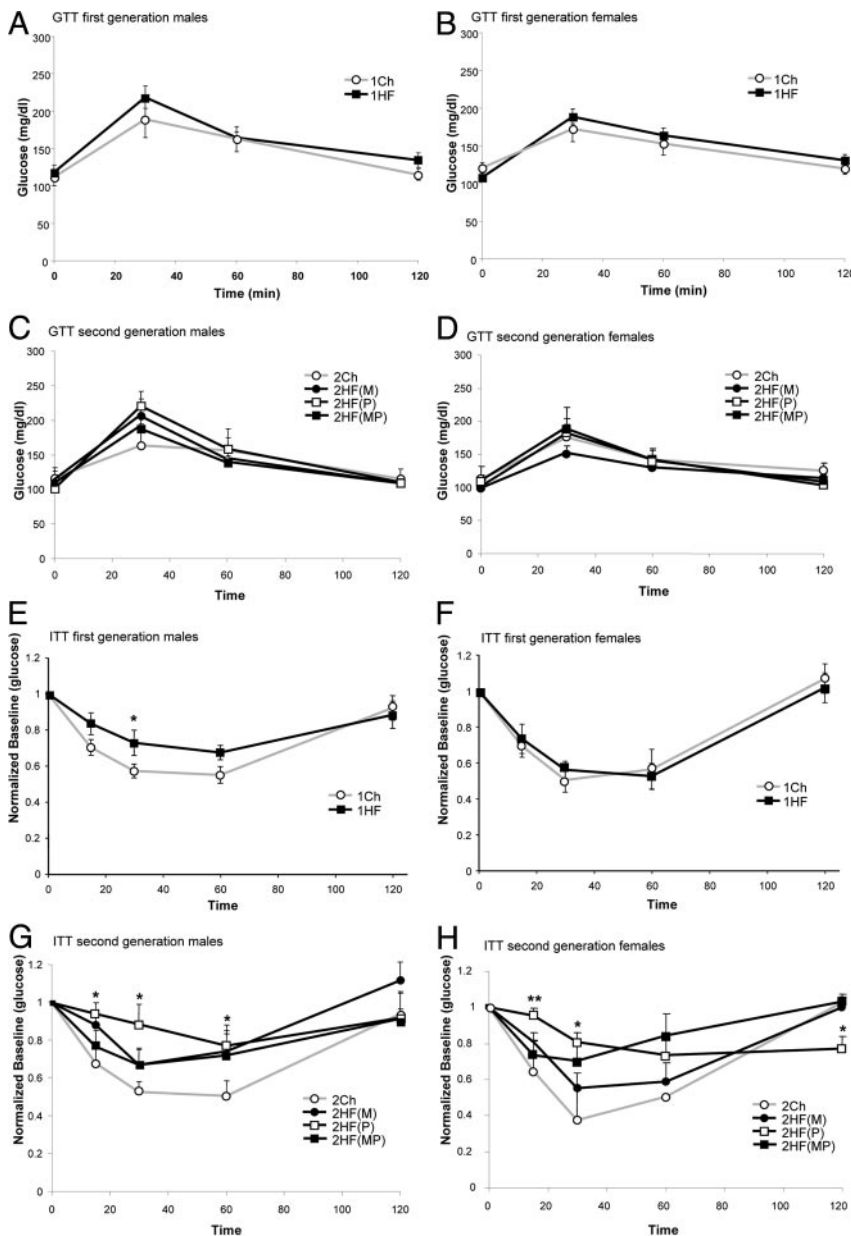 A
GTT first generation males
Glucose (mg/dl)
300
250
200
150
100
50
0
0 20 40 60 80 100 120
Time (min)
1Ch
1HF
B
GTT first generation females
Glucose (mg/dl)
300
250
200
150
100
50
0
0 20 40 60 80 100 120
Time (min)
1Ch
1HF
C
GTT second generation males
Glucose (mg/dl)
300
250
200
150
100
50
0
0 20 40 60 80 100 120
Time
2Ch
2HF(M)
2HF(P)
2HF(MP)
D
GTT second generation females
Glucose (mg/dl)
300
250
200
150
100
50
0
0 20 40 60 80 100 120
Time
2Ch
2HF(M)
2HF(P)
2HF(MP)
E
ITT first generation males
Normalized Baseline (glucose)
1.2
1
0.8
0.6
0.4
0.2
0
0 20 40 60 80 100 120
Time
*
1Ch
1HF
F
ITT first generation females
Normalized Baseline (glucose)
1.2
1
0.8
0.6
0.4
0.2
0
0 20 40 60 80 100 120
Time
1Ch
1HF
G
ITT second generation males
Normalized Baseline (glucose)
1.2
1
0.8
0.6
0.4
0.2
0
0 20 40 60 80 100 120
Time
* * *
2Ch
2HF(M)
2HF(P)
2HF(MP)
H
ITT second generation females
Normalized Baseline (glucose)
1.2
1
0.8
0.6
0.4
0.2
0
0 20 40 60 80 100 120
Time
** * *
2Ch
2HF(M)
2HF(P)
2HF(MP)